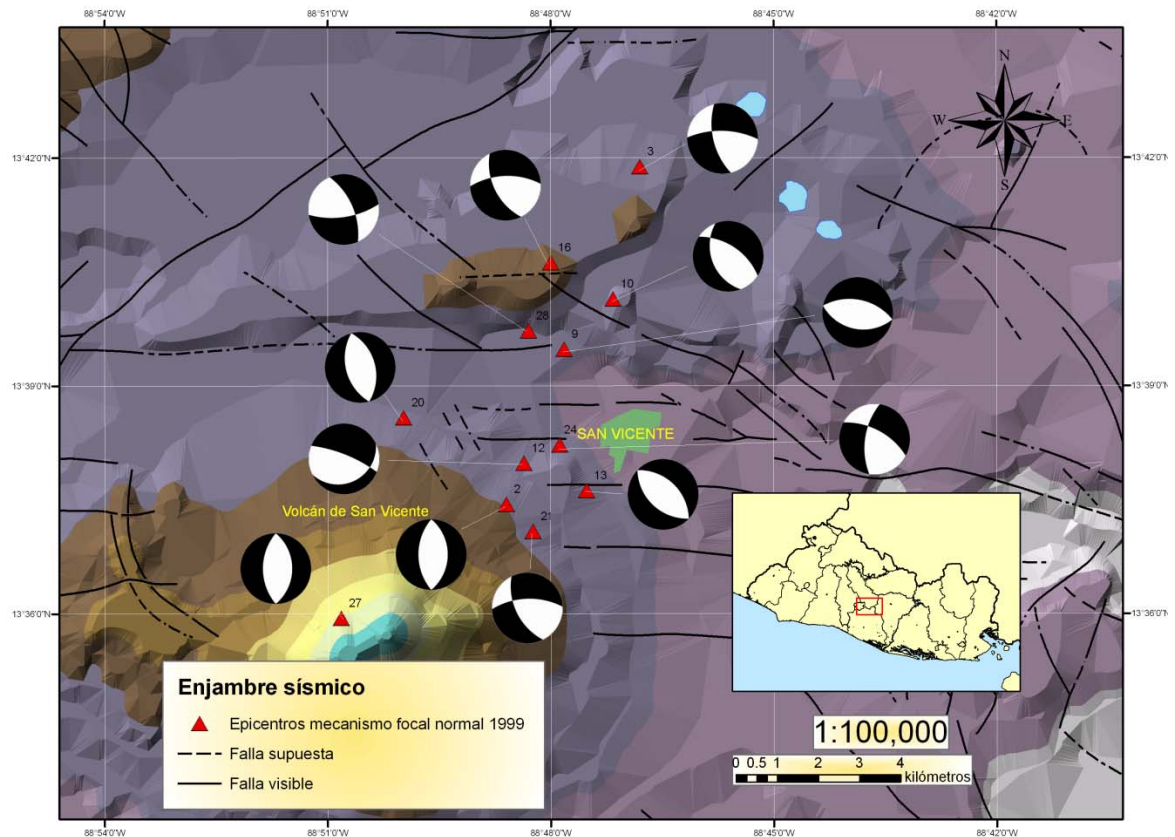 88°54'0"W 88°51'0"W 88°48'0"W 88°45'0"W 88°42'0"W
N
W E
S
13°42'0"N 13°42'0"N
3
16
10
28
9
13°39'0"N 13°39'0"N
20
24
SAN VICENTE
12
13
2
Volcán de San Vicente
21
27
13°36'0"N 13°36'0"N
Enjambre sísmico
Epicentros mecanismo focal normal 1999
Falla supuesta
Falla visible
1:100,000
0 0.5 1 2 3 4
kilómetros
88°54'0"W 88°51'0"W 88°48'0"W 88°45'0"W 88°42'0"W